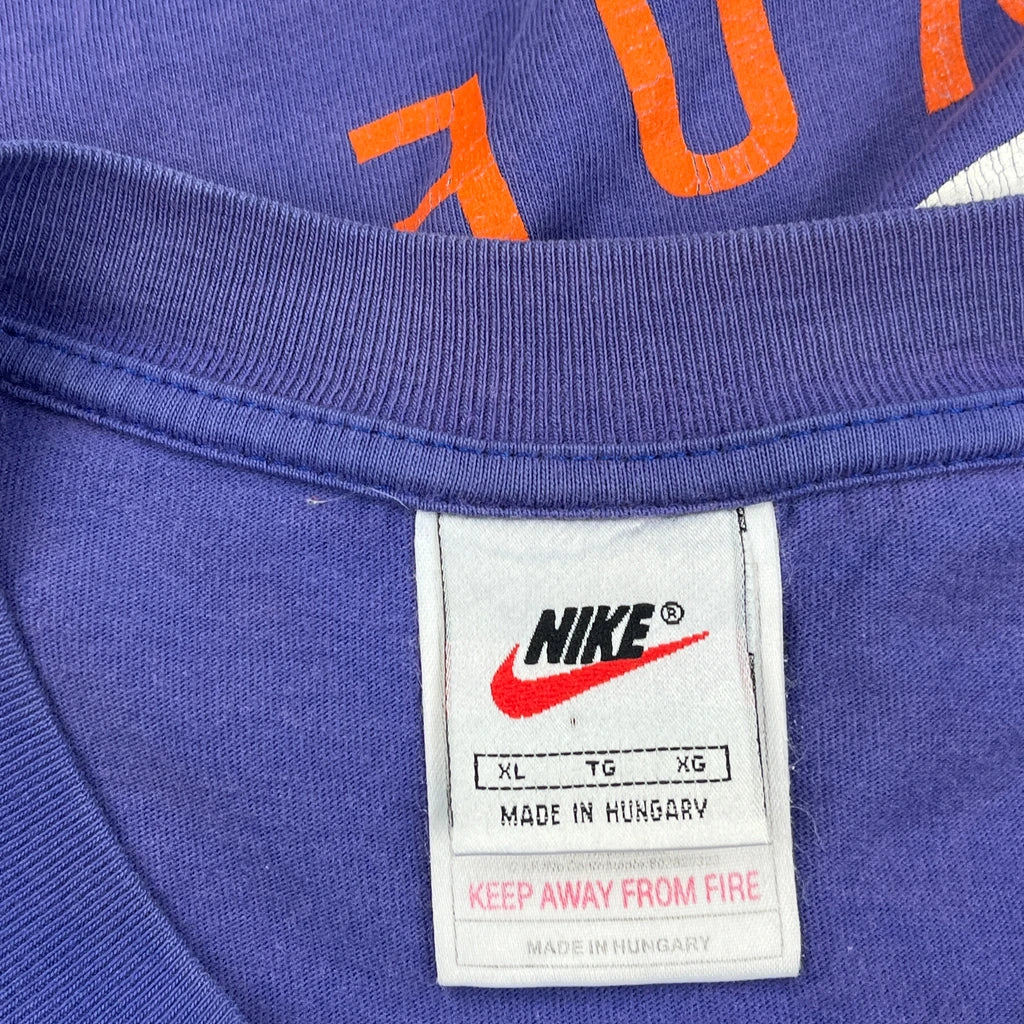 NIKE®
XL TG XG
MADE IN HUNGARY
KEEP AWAY FROM FIRE
MADE IN HUNGARY